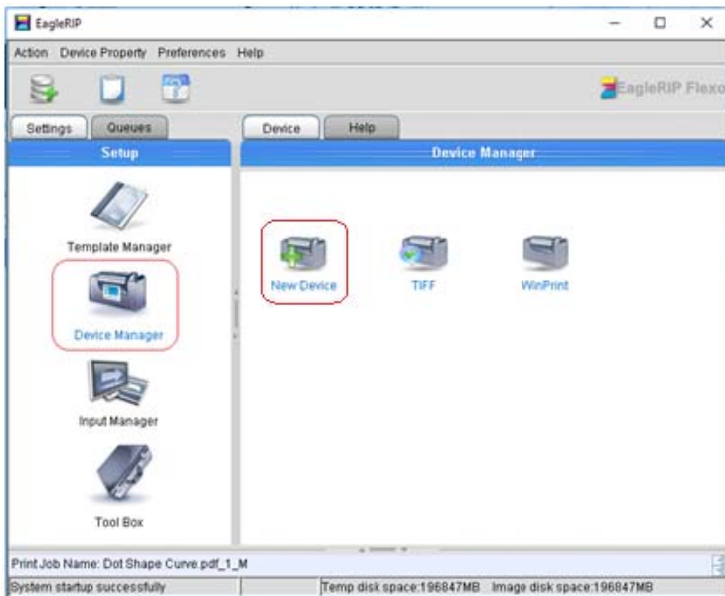 EagleRIP
Action Device Property Preferences Help
EagleRIP Flexo
Settings Queues
Device Help
Setup
Device Manager
Template Manager
New Device
TIFF
WinPrint
Device Manager
Input Manager
Tool Box
Print Job Name: Dot Shape Curve.pdf_1_M
System startup successfully
Temp disk space:196847MB Image disk space:196847MB